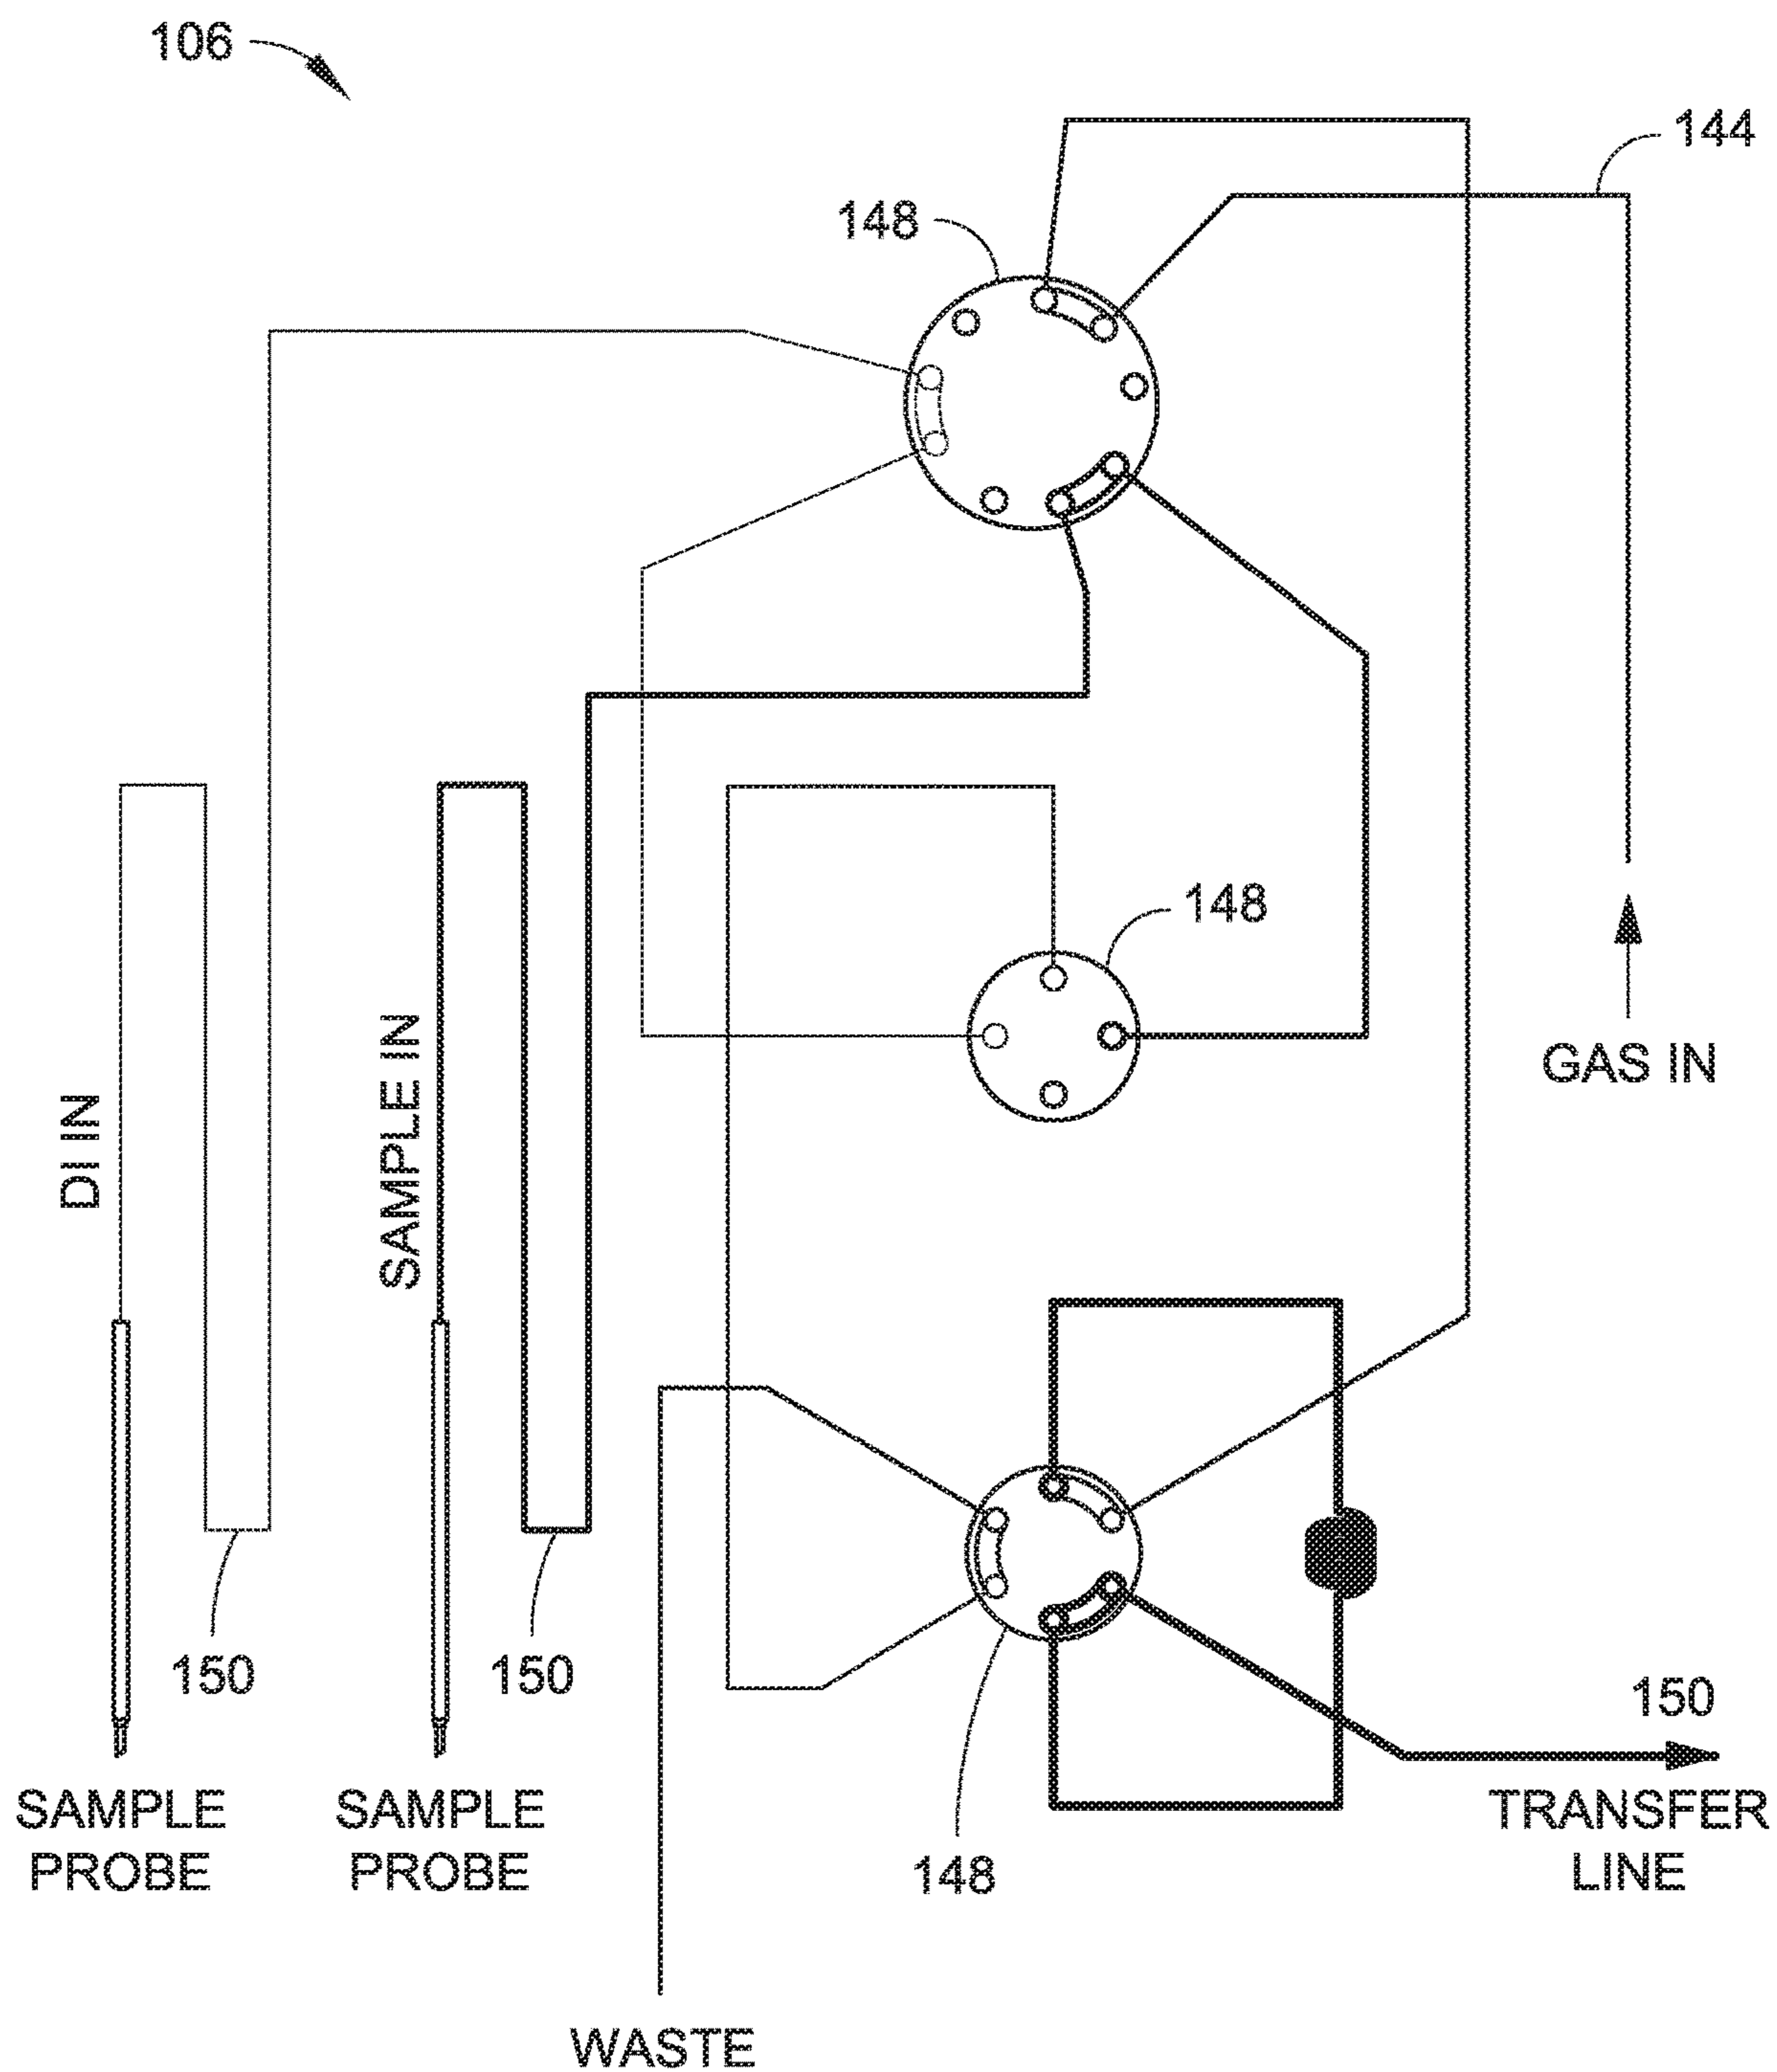 106
144
148
148
DI IN
SAMPLE IN
GAS IN
150
150
150
SAMPLE
PROBE
SAMPLE
PROBE
148
TRANSFER
LINE
WASTE